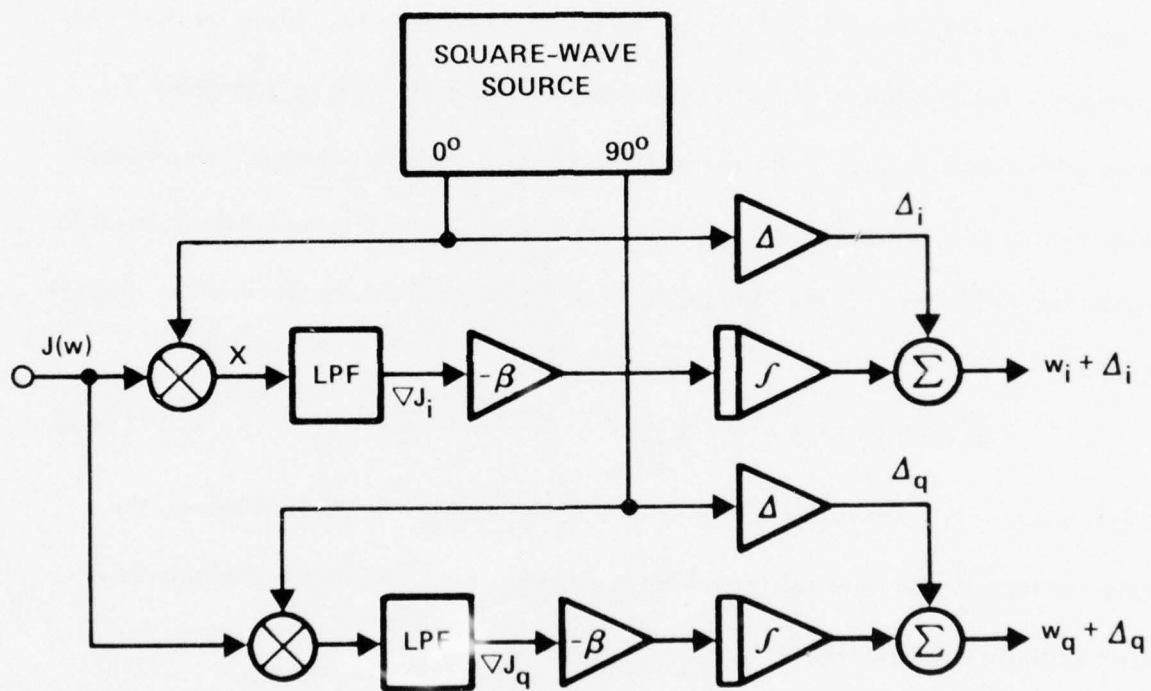 SQUARE-WAVE
SOURCE
0° 90°
Δ Δi
J(w) X LPF ∇Ji -β ∫ Σ wi + Δi
Δ Δq
LPF ∇Jq -β ∫ Σ wq + Δq